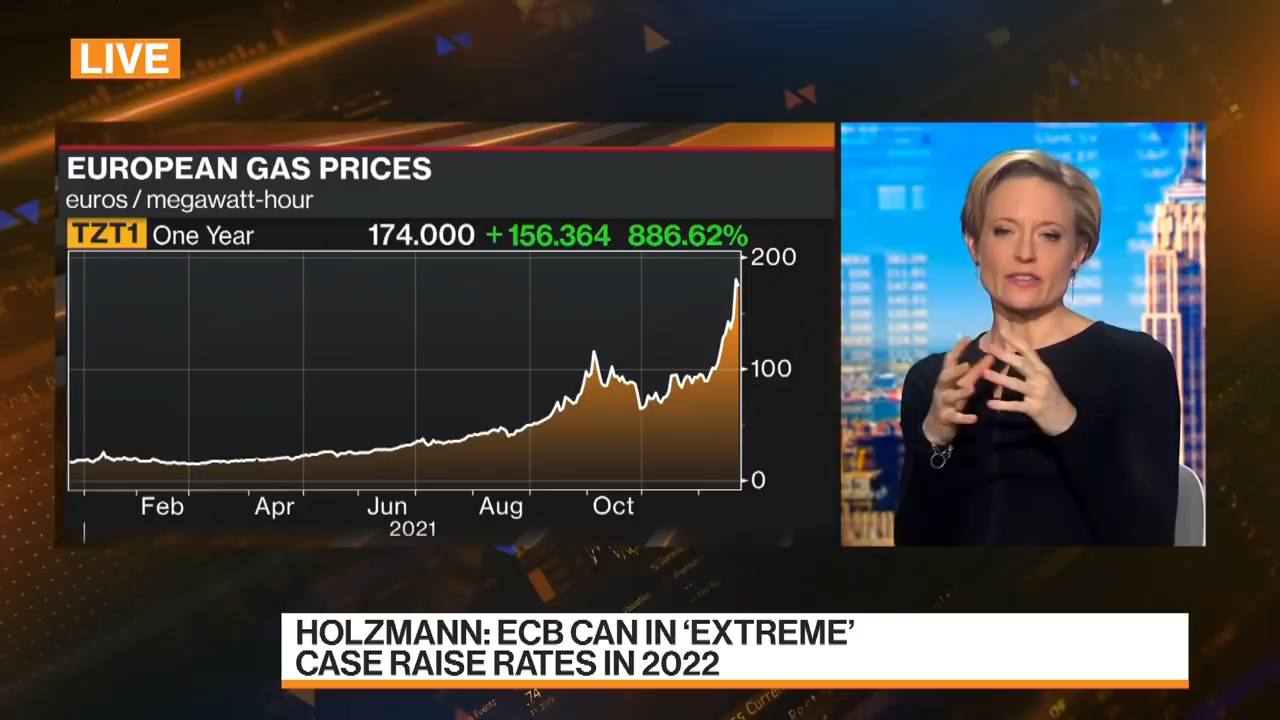 LIVE
EUROPEAN GAS PRICES
euros / megawatt-hour
TZT1 One Year 174.000 +156.364 886.62%
200
100
0
Feb Apr Jun Aug Oct
2021
HOLZMANN: ECB CAN IN ‘EXTREME’
CASE RAISE RATES IN 2022